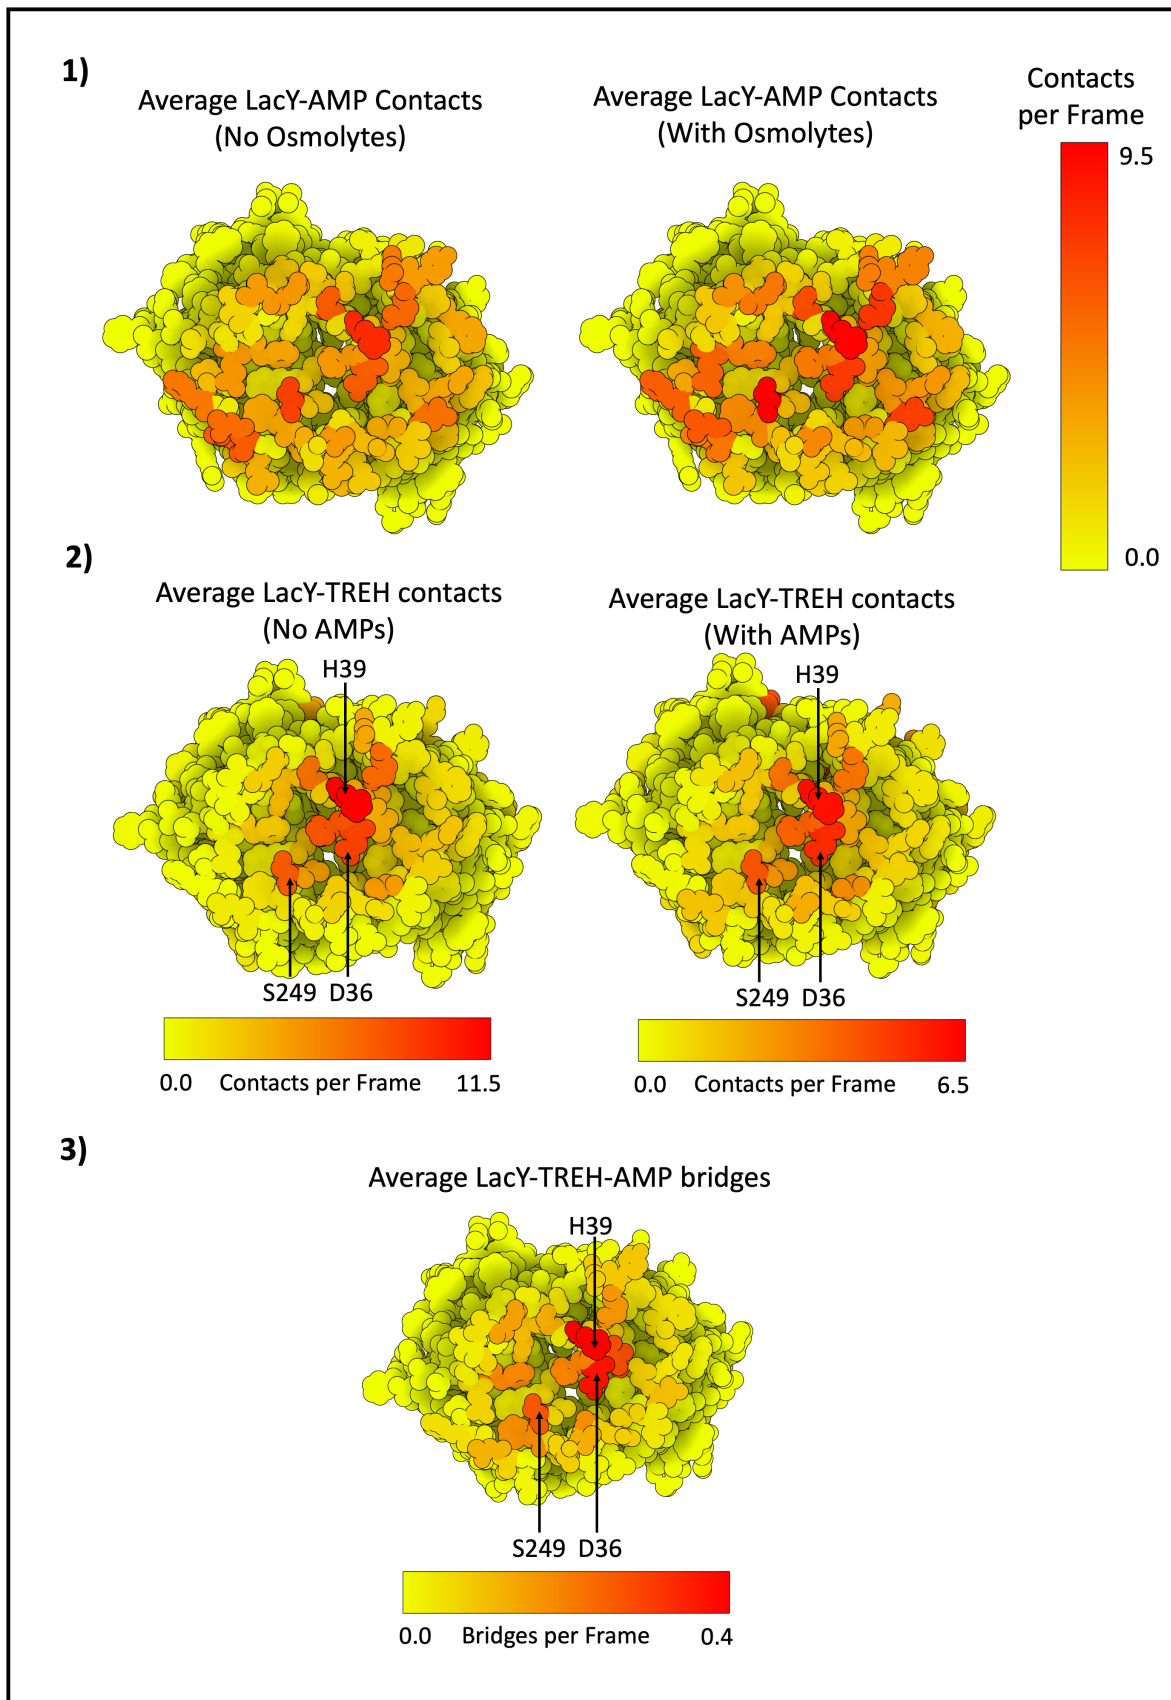 1)
Average LacY-AMP Contacts
(No Osmolytes)
Average LacY-AMP Contacts
(With Osmolytes)
Contacts
per Frame
9.5
0.0
2)
Average LacY-TREH contacts
(No AMPs)
H39
S249 D36
0.0 Contacts per Frame 11.5
Average LacY-TREH contacts
(With AMPs)
H39
S249 D36
0.0 Contacts per Frame 6.5
3)
Average LacY-TREH-AMP bridges
H39
S249 D36
0.0 Bridges per Frame 0.4